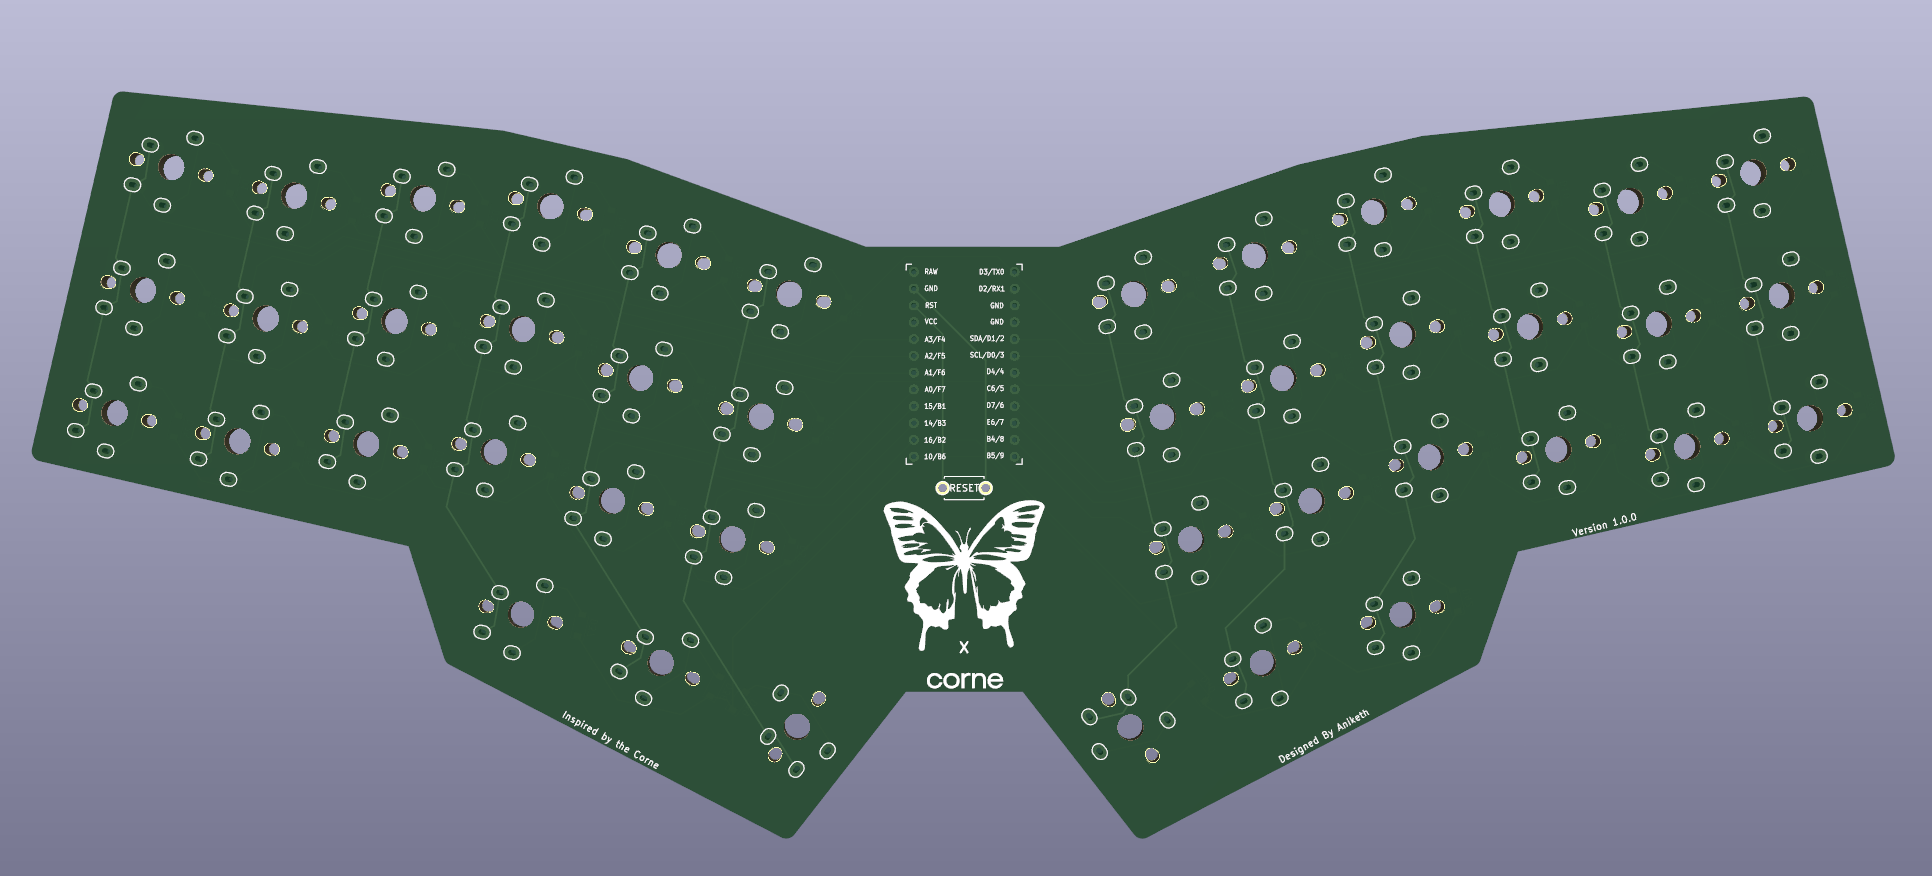 RAW D3/TX0
GND D2/RX1
RST GND
VCC GND
A3/F4 SDA/D1/2
A2/F5 SCL/D0/3
A1/F6 D4/4
A0/F7 C6/5
15/B1 D7/6
14/B3 E6/7
16/B2 B4/8
10/B6 B5/9
RESET
X
corne
Version 1.0.0
Inspired by the Corne
Designed By Aniketh